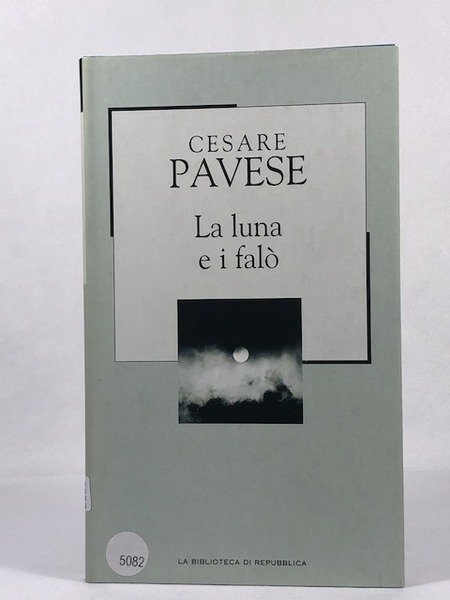 CESARE
PAVESE
La luna
e i falò
5082
LA BIBLIOTECA DI REPUBBLICA